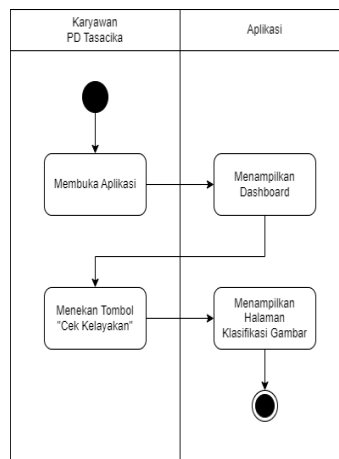 Karyawan
PD Tasacika
Aplikasi
Membuka Aplikasi
Menampilkan
Dashboard
Menekan Tombol
"Cek Kelayakan"
Menampilkan
Halaman
Klasifikasi Gambar